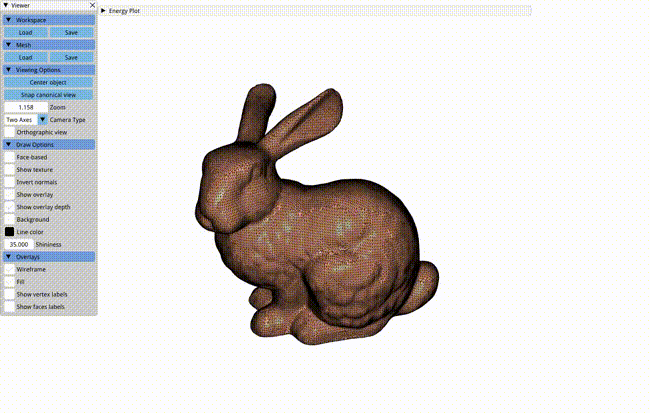 Viewer
Energy Plot
Workspace
Load Save
Mesh
Load Save
Viewing Options
Center object
Snap canonical view
1.158 Zoom
Two Axes Camera Type
Orthographic view
Draw Options
Face-based
Show texture
Invert normals
Show overlay
Show overlay depth
Background
Line color
35.000 Shininess
Overlays
Wireframe
Fill
Show vertex labels
Show faces labels